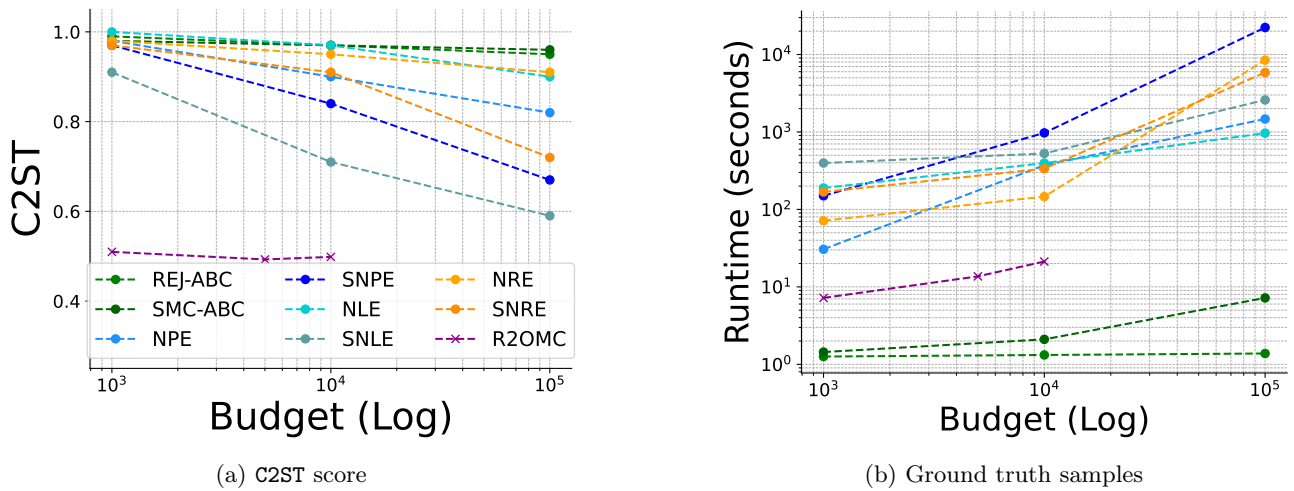 1.0
0.8
0.6
0.4
C2ST
10³ 10⁴ 10⁵
Budget (Log)
REJ-ABC SNPE NRE
SMC-ABC NLE SNRE
NPE SNLE R2OMC
(a) C2ST score
10⁴
10³
10²
10¹
10⁰
Runtime (seconds)
10³ 10⁴ 10⁵
Budget (Log)
(b) Ground truth samples